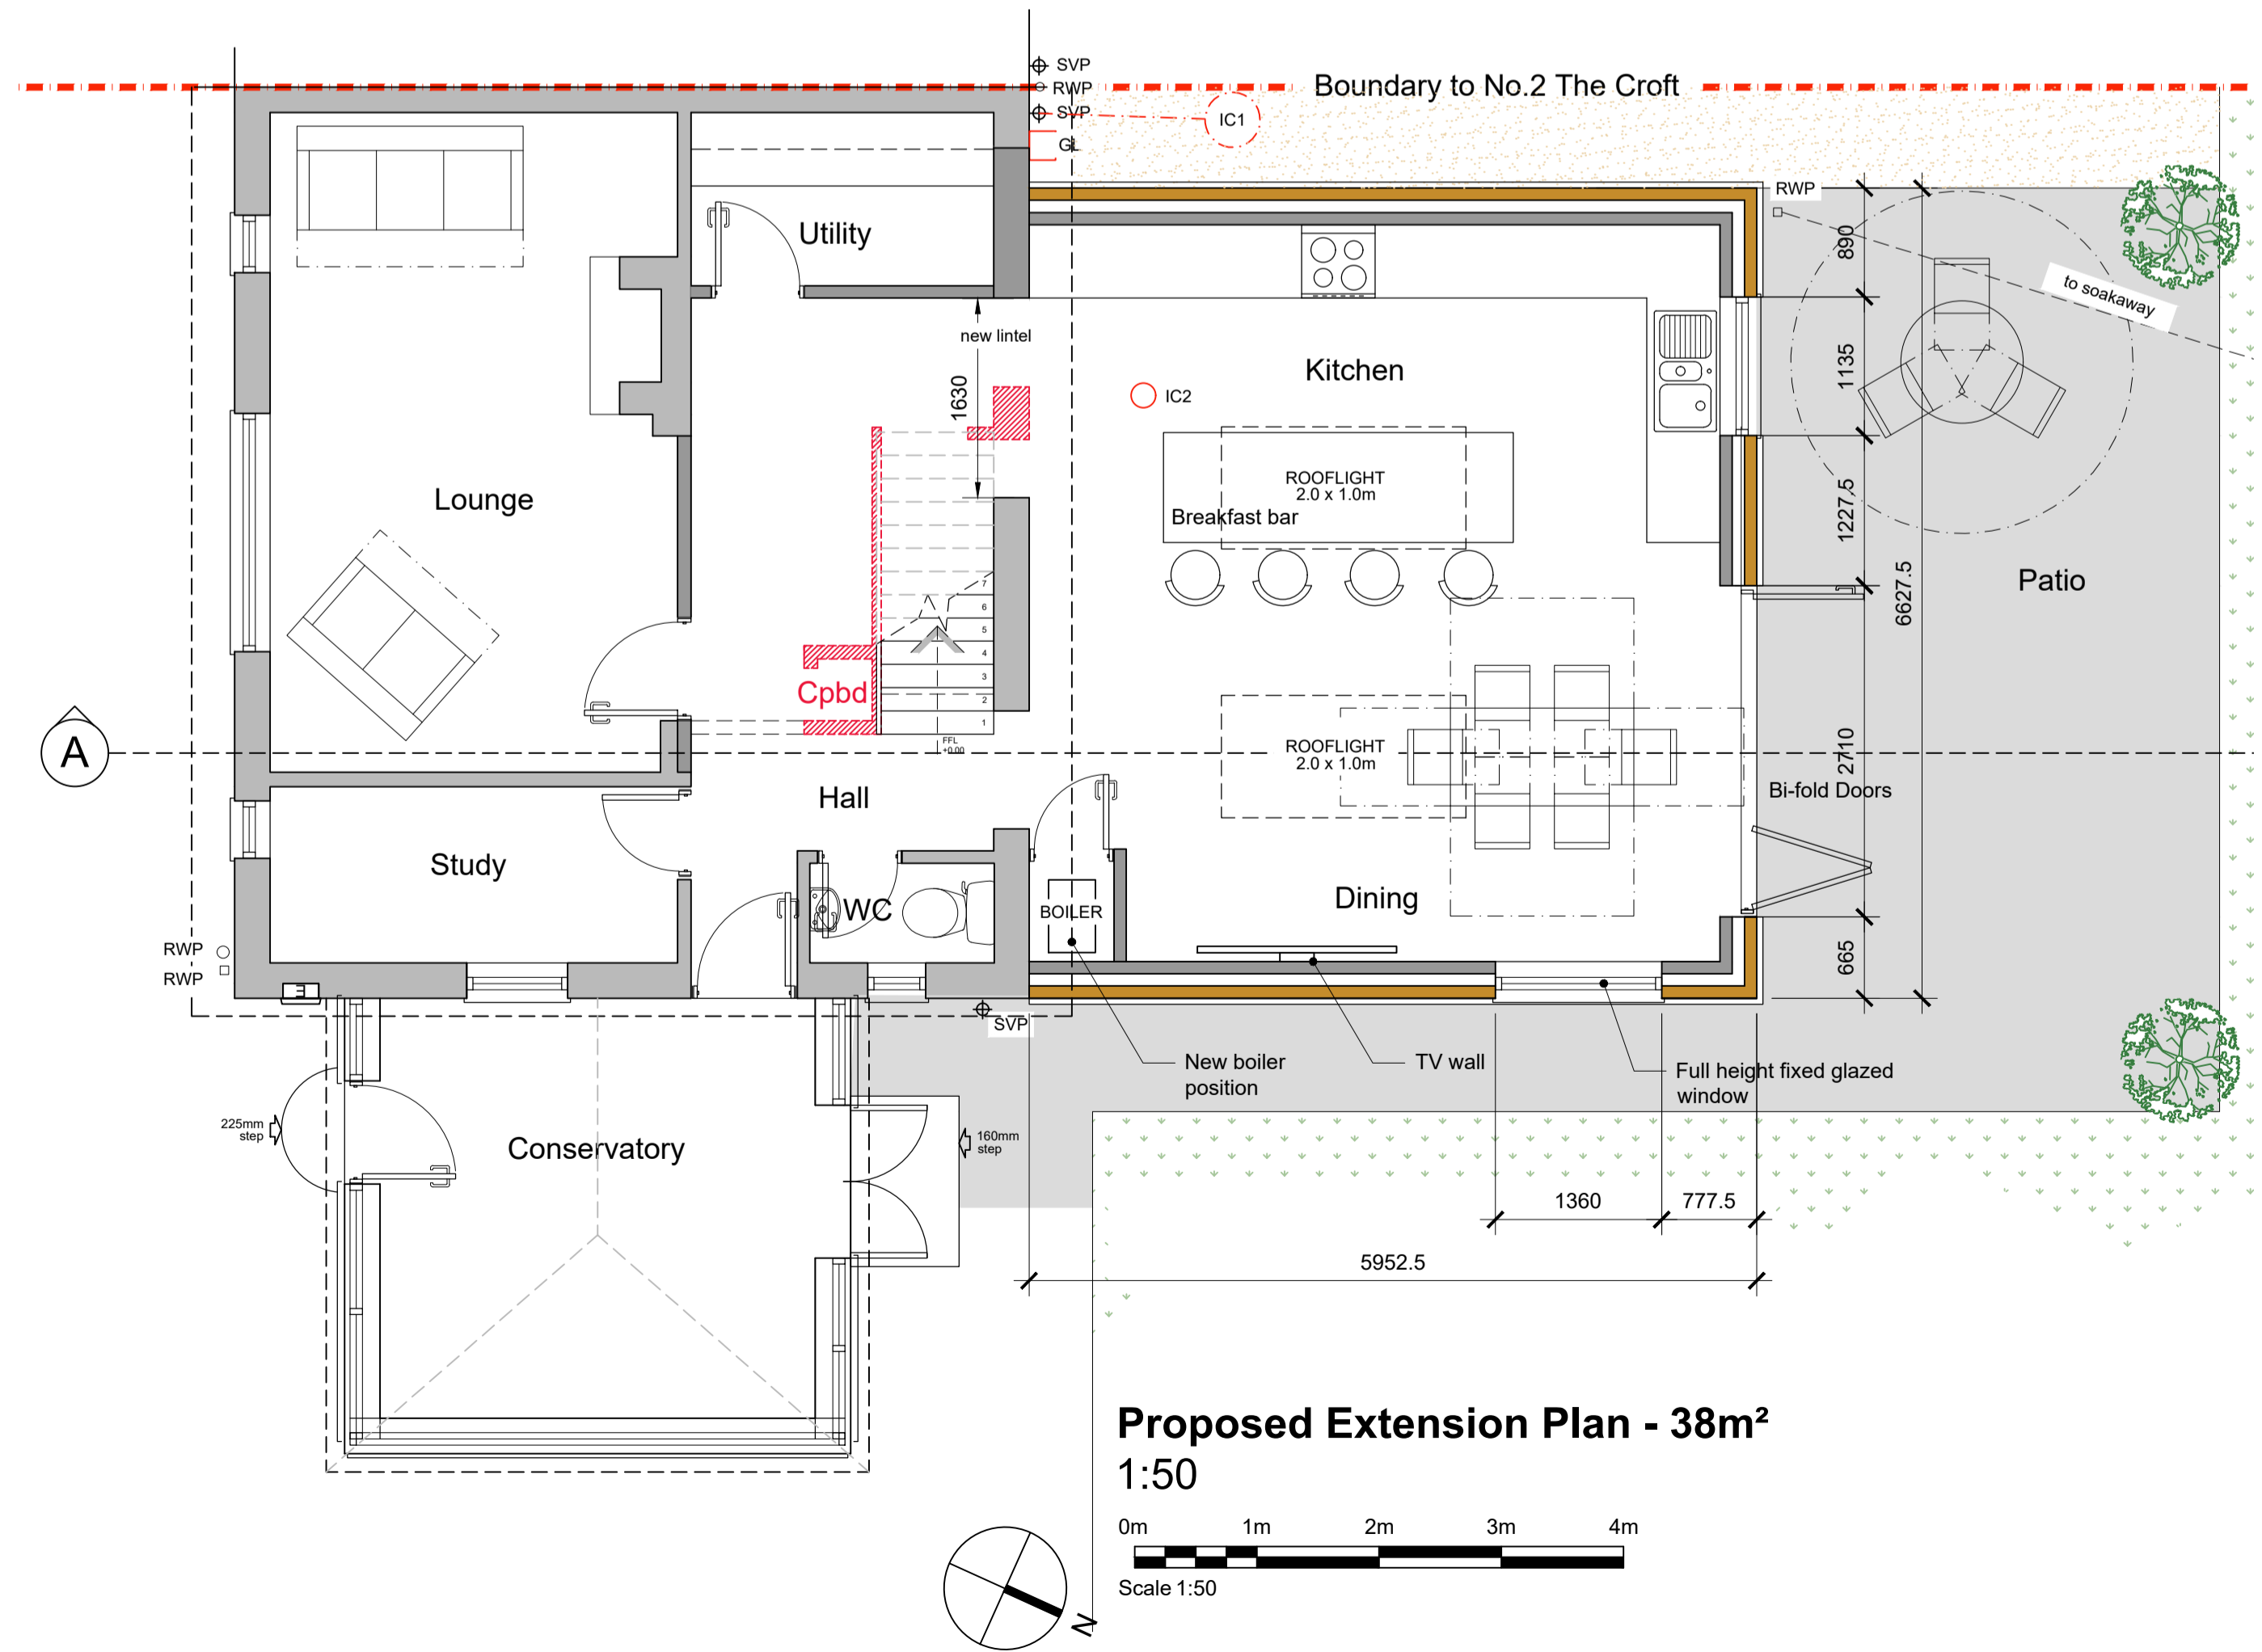 SVP
RWP
SVP
GL
IC1
Boundary to No.2 The Croft
RWP
to soakaway
Utility
890
new lintel
1630
Kitchen
IC2
1135
Lounge
ROOFLIGHT
2.0 x 1.0m
Breakfast bar
1227.5
6627.5
Patio
7
6
5
4
3
2
1
Cpbd
FFL
+0.00
A
ROOFLIGHT
2.0 x 1.0m
2710
Bi-fold Doors
Hall
Study
WC
BOILER
Dining
RWP
RWP
E
665
SVP
New boiler
position
TV wall
Full height fixed glazed
window
225mm
step
Conservatory
160mm
step
1360
777.5
5952.5
Proposed Extension Plan - 38m²
1:50
0m 1m 2m 3m 4m
Scale 1:50
N